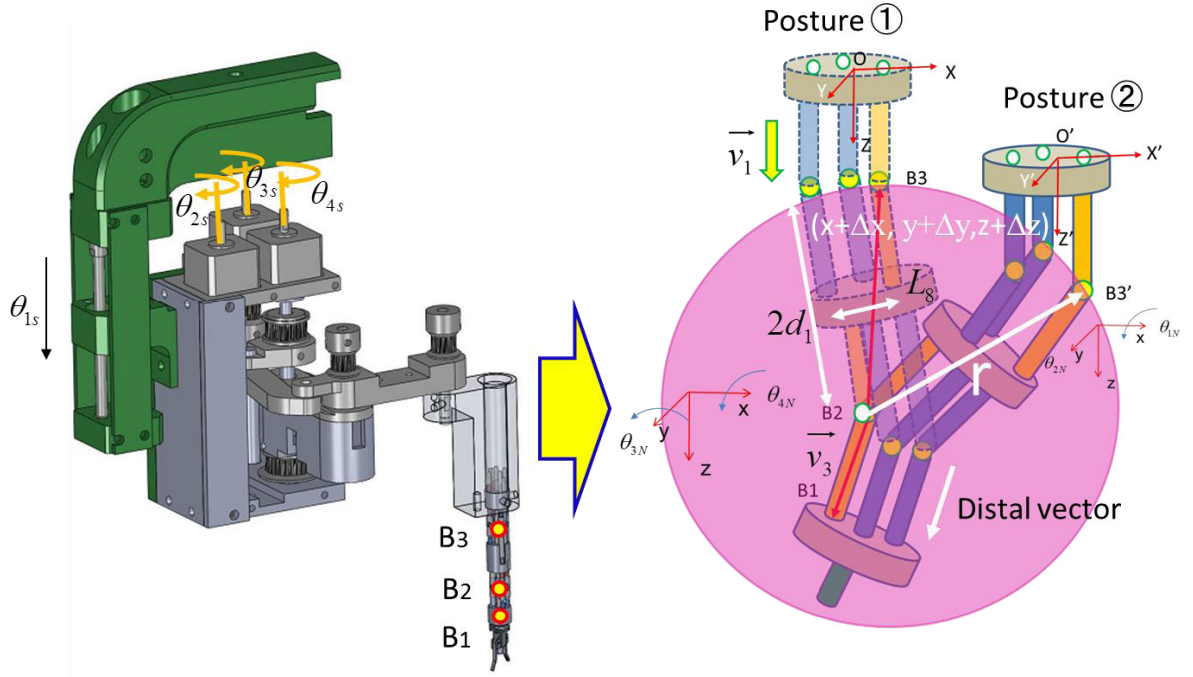 Posture ①
O
X
Y
Z
v₁
Posture ②
O'
X'
Y'
Z'
B3
(x+Δx, y+Δy,z+Δz)
L₈
2d₁
B3'
x
θ₁N
y
θ₂N
z
r
B2
x
θ₄N
y
θ₃N
z
v₃
B1
Distal vector
θ₃s
θ₂s
θ₄s
θ₁s
B3
B2
B1